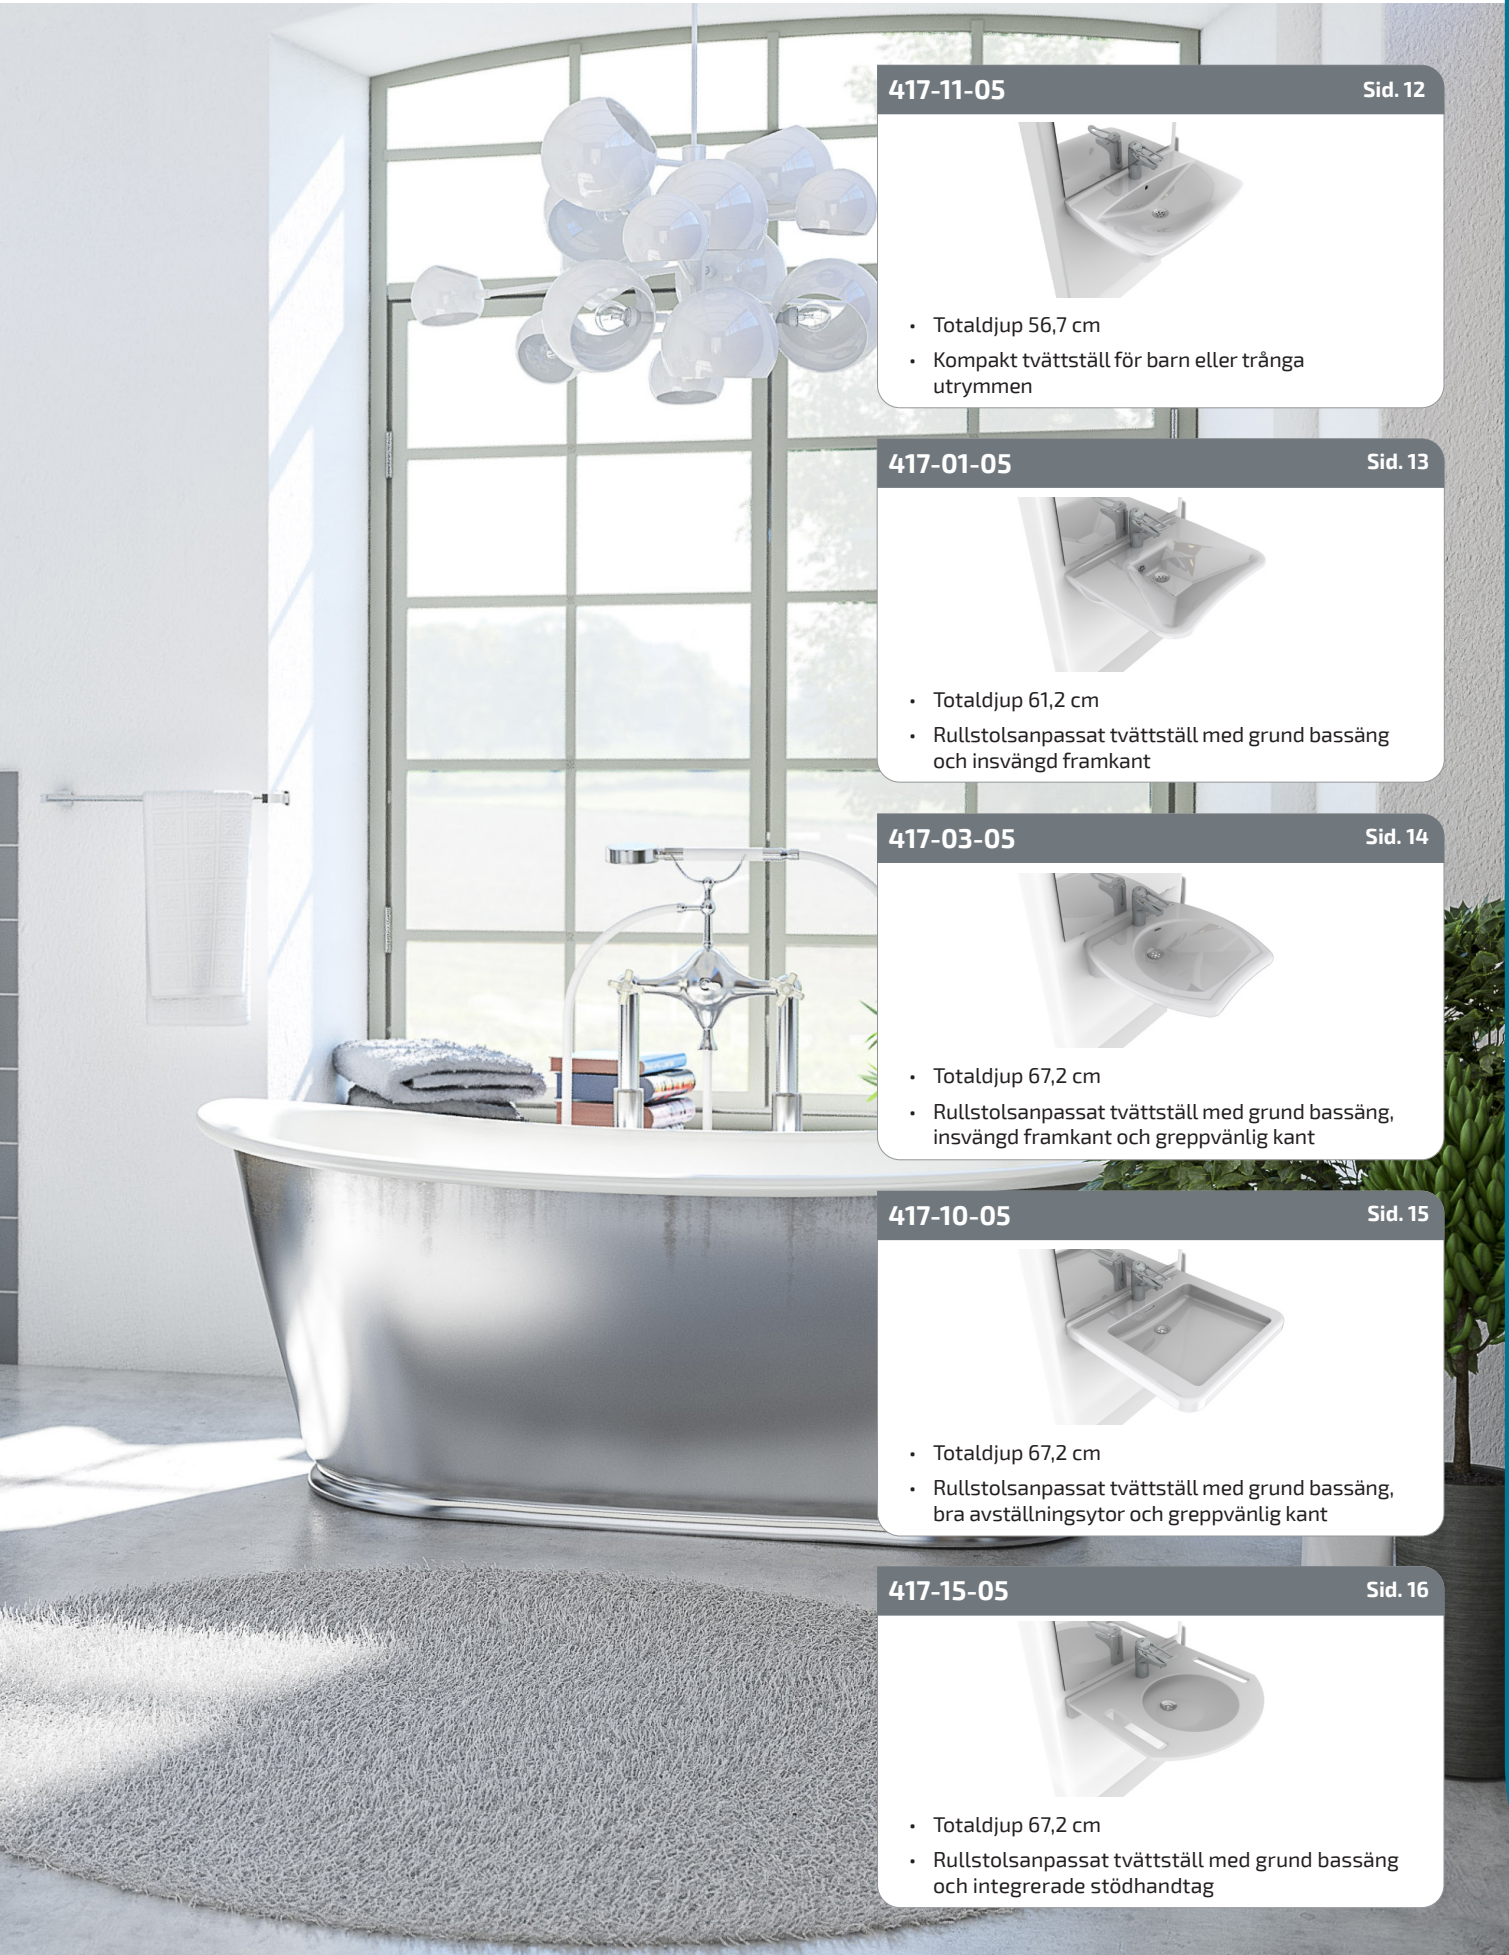 417-11-05 Sid. 12
• Totaldjup 56,7 cm
• Kompakt tvättställ för barn eller trånga
utrymmen
417-01-05 Sid. 13
• Totaldjup 61,2 cm
• Rullstolsanpassat tvättställ med grund bassäng
och insvängd framkant
417-03-05 Sid. 14
• Totaldjup 67,2 cm
• Rullstolsanpassat tvättställ med grund bassäng,
insvängd framkant och greppvänlig kant
417-10-05 Sid. 15
• Totaldjup 67,2 cm
• Rullstolsanpassat tvättställ med grund bassäng,
bra avställningsytor och greppvänlig kant
417-15-05 Sid. 16
• Totaldjup 67,2 cm
• Rullstolsanpassat tvättställ med grund bassäng
och integrerade stödhandtag